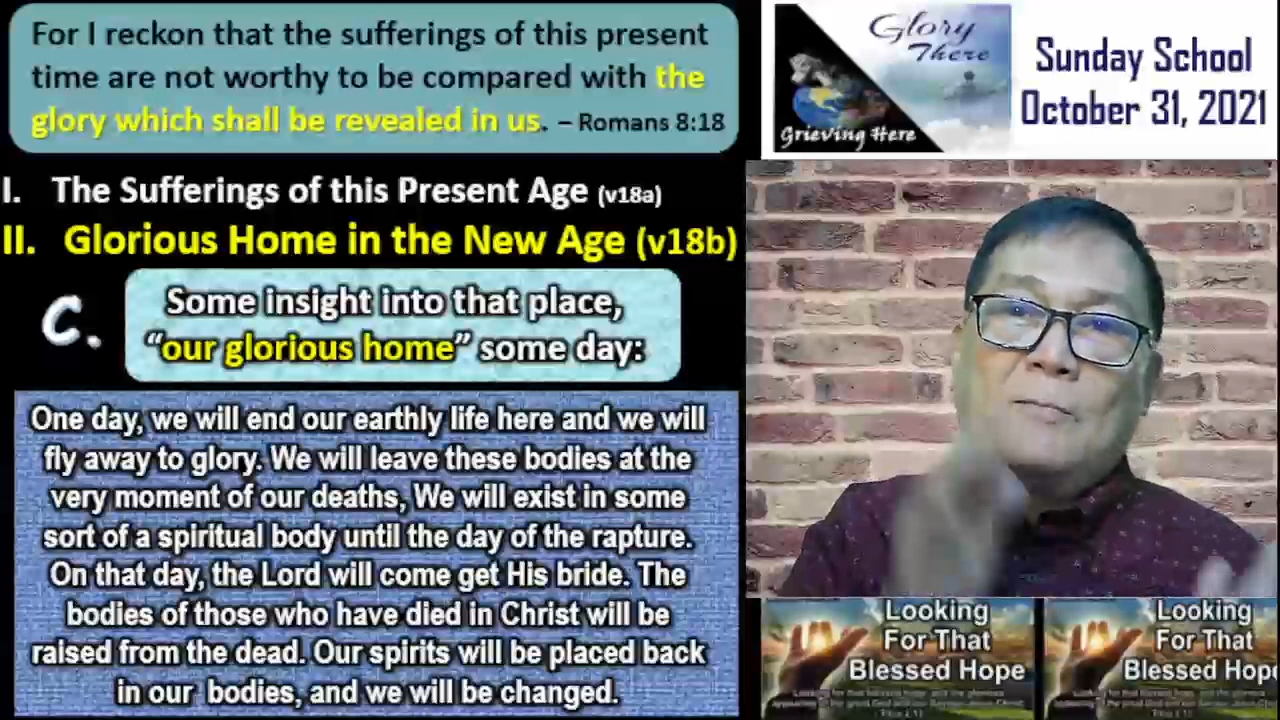 For I reckon that the sufferings of this present
time are not worthy to be compared with the
glory which shall be revealed in us. – Romans 8:18
Glory
There
Grieving Here
Sunday School
October 31, 2021
I. The Sufferings of this Present Age (v18a)
II. Glorious Home in the New Age (v18b)
C.
Some insight into that place,
“our glorious home” some day:
One day, we will end our earthly life here and we will
fly away to glory. We will leave these bodies at the
very moment of our deaths, We will exist in some
sort of a spiritual body until the day of the rapture.
On that day, the Lord will come get His bride. The
bodies of those who have died in Christ will be
raised from the dead. Our spirits will be placed back
in our bodies, and we will be changed.
Looking
For That
Blessed Hope
Looking
For That
Blessed Hop